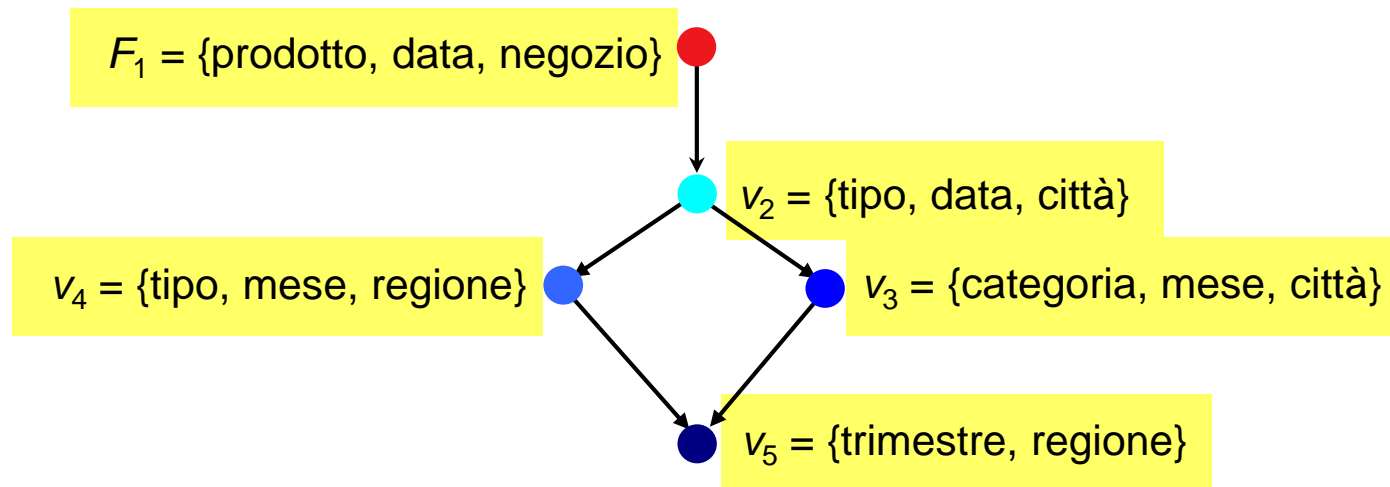 F1 = {prodotto, data, negozio}
v2 = {tipo, data, città}
v4 = {tipo, mese, regione}
v3 = {categoria, mese, città}
v5 = {trimestre, regione}